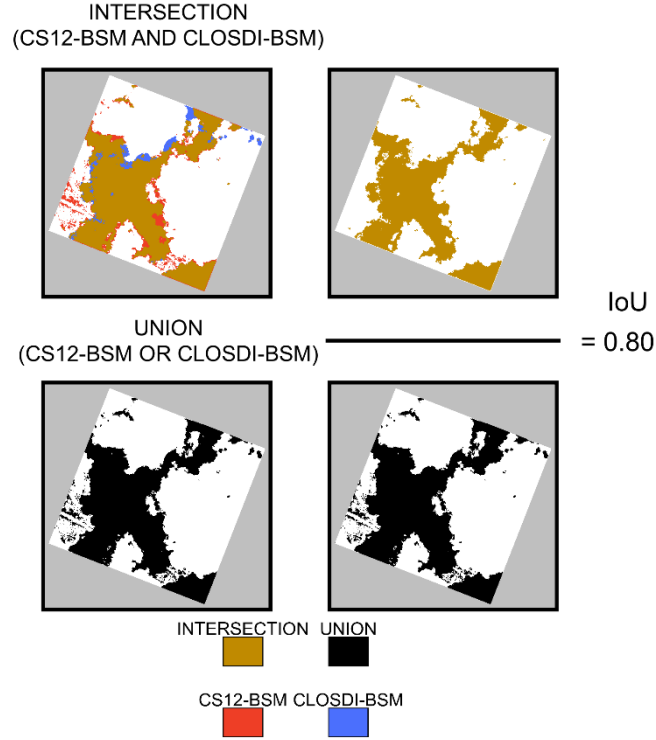 INTERSECTION
(CS12-BSM AND CLOSDI-BSM)
IoU
UNION
(CS12-BSM OR CLOSDI-BSM)
= 0.80
INTERSECTION UNION
CS12-BSM CLOSDI-BSM